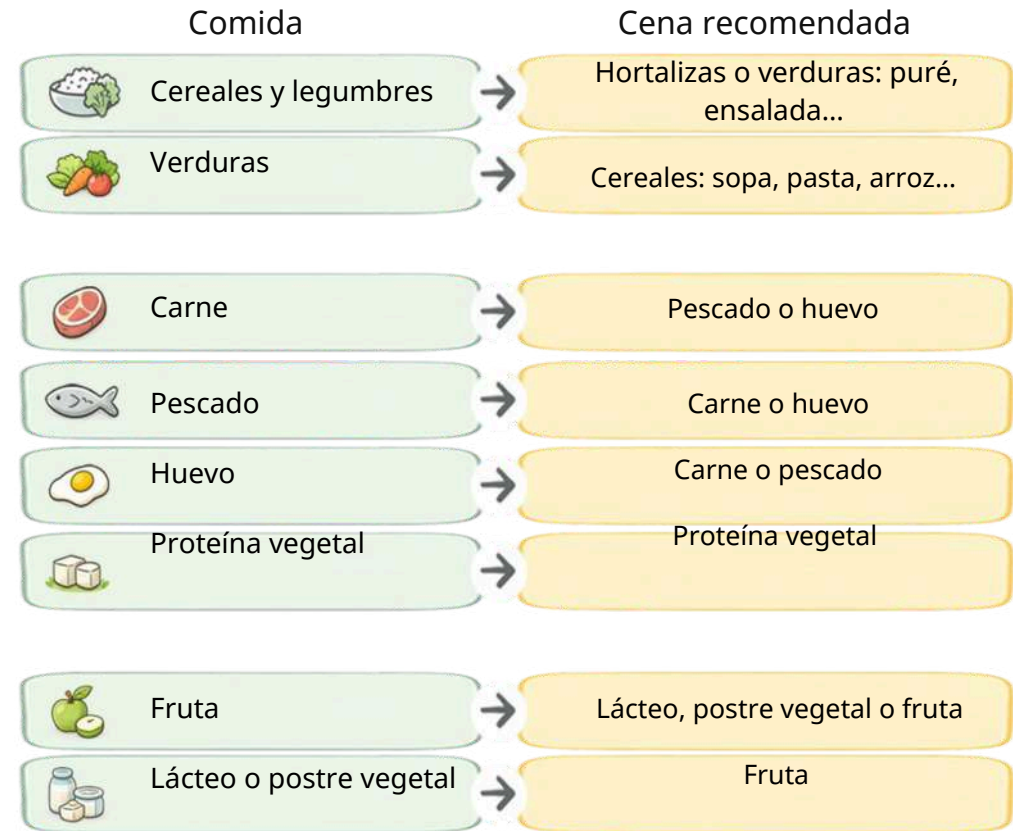 Comida
Cena recomendada
Cereales y legumbres
Hortalizas o verduras: puré,
ensalada...
Verduras
Cereales: sopa, pasta, arroz...
Carne
Pescado o huevo
Pescado
Carne o huevo
Huevo
Carne o pescado
Proteína vegetal
Proteína vegetal
Fruta
Lácteo, postre vegetal o fruta
Lácteo o postre vegetal
Fruta